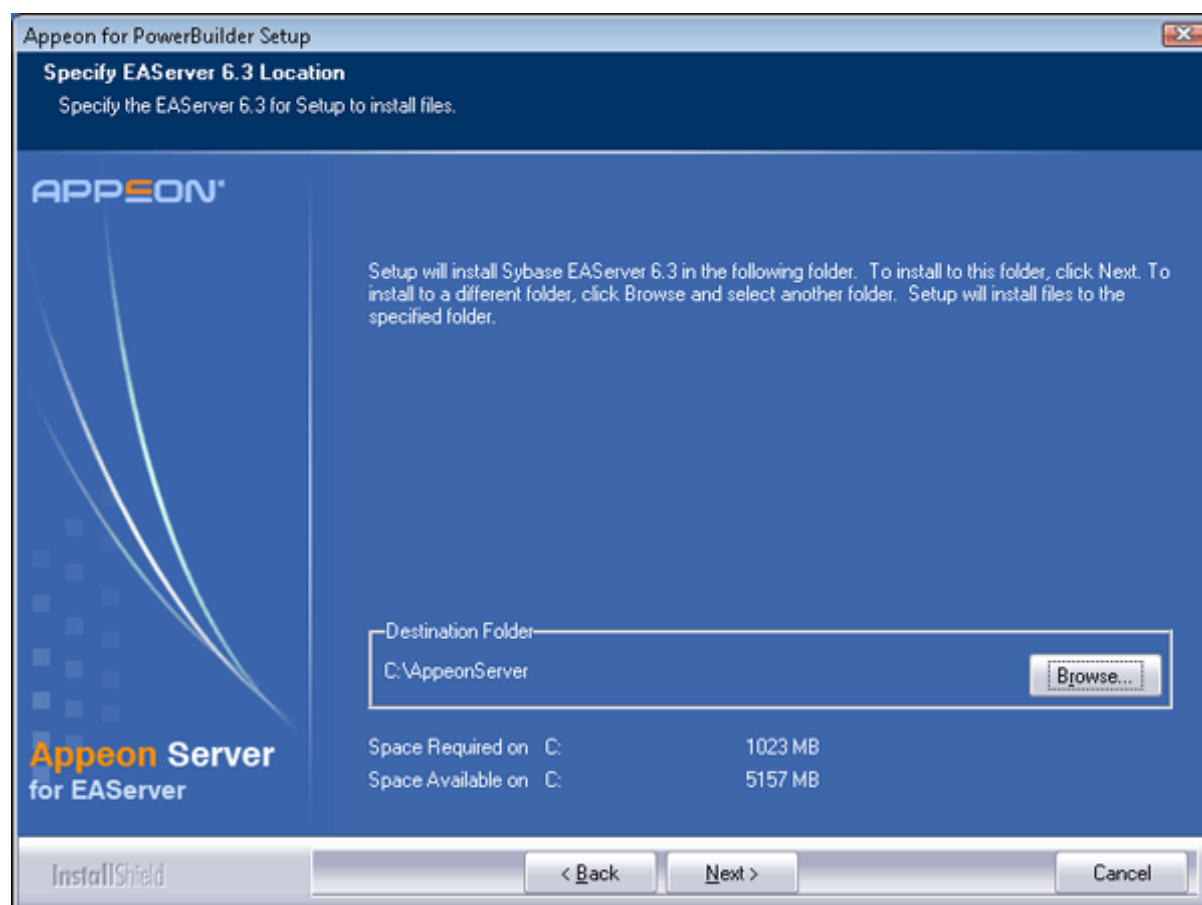 Appeon for PowerBuilder Setup
Specify EAServer 6.3 Location
Specify the EAServer 6.3 for Setup to install files.
APPEON
Setup will install Sybase EAServer 6.3 in the following folder. To install to this folder, click Next. To
install to a different folder, click Browse and select another folder. Setup will install files to the
specified folder.
Destination Folder
C:\AppeonServer
Browse...
Space Required on C: 1023 MB
Space Available on C: 5157 MB
Appeon Server
for EAServer
InstallShield
< Back
Next >
Cancel